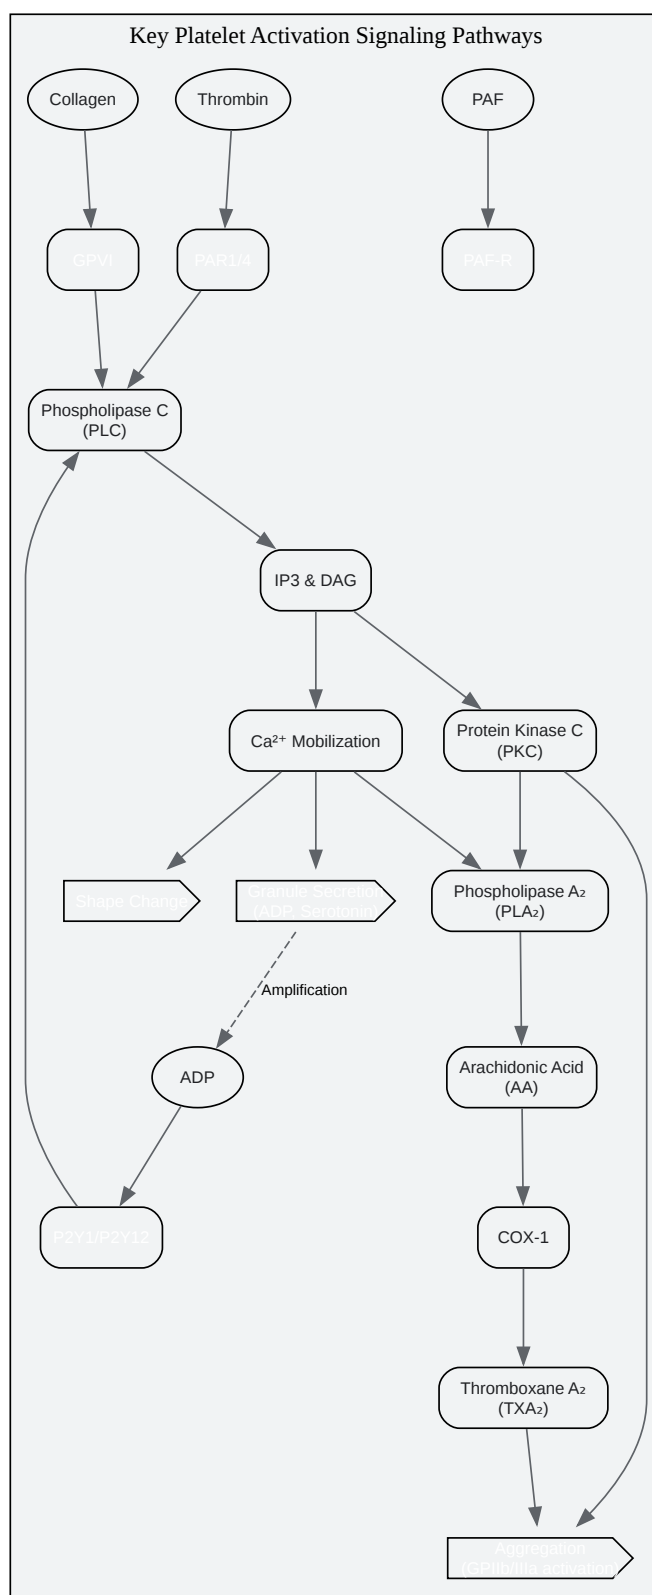 Key Platelet Activation Signaling Pathways
Collagen
Thrombin
PAF
GPVI
PAR1/4
PAF-R
Phospholipase C
(PLC)
IP3 & DAG
Ca²⁺ Mobilization
Protein Kinase C
(PKC)
Shape Change
Granule Secretion
(ADP, Serotonin)
Phospholipase A₂
(PLA₂)
Amplification
ADP
Arachidonic Acid
(AA)
P2Y1/P2Y12
COX-1
Thromboxane A₂
(TXA₂)
Aggregation
(GPIIb/IIIa activation)